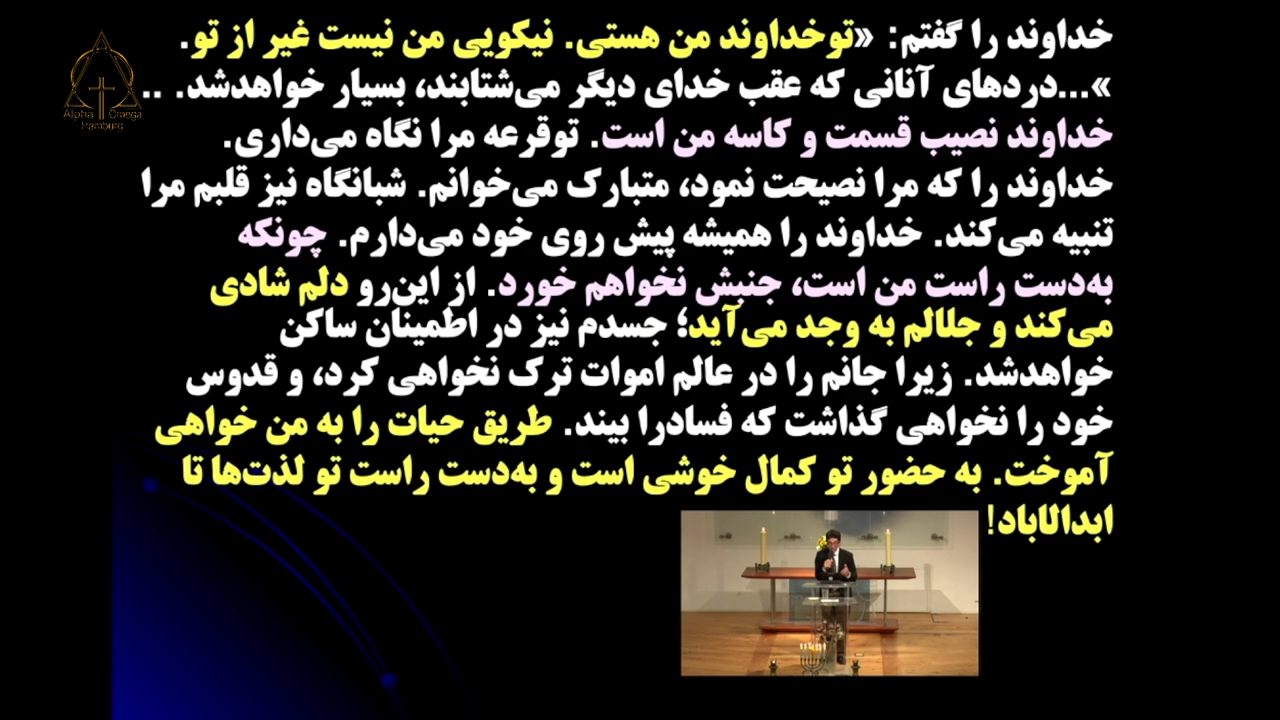 Alpha Omega
Hamburg
خداوند را گفتم: «توخداوند من هستی. نیکویی من نیست غیر از تو.
»...دردهای آنانی که عقب خدای دیگر می‌شتابند، بسیار خواهدشد. ..
خداوند نصیب قسمت و کاسه من است. توقرعه مرا نگاه می‌داری.
خداوند را که مرا نصیحت نمود، متبارک می‌خوانم. شبانگاه نیز قلبم مرا
تنبیه می‌کند. خداوند را همیشه پیش روی خود می‌دارم. چونکه
به‌دست راست من است، جنبش نخواهم خورد. از این‌رو دلم شادی
می‌کند و جلالم به وجد می‌آید؛ جسدم نیز در اطمینان ساکن
خواهدشد. زیرا جانم را در عالم اموات ترک نخواهی کرد، و قدوس
خود را نخواهی گذاشت که فسادرا بیند. طریق حیات را به من خواهی
آموخت. به حضور تو کمال خوشی است و به‌دست راست تو لذت‌ها تا
ابدالاباد!